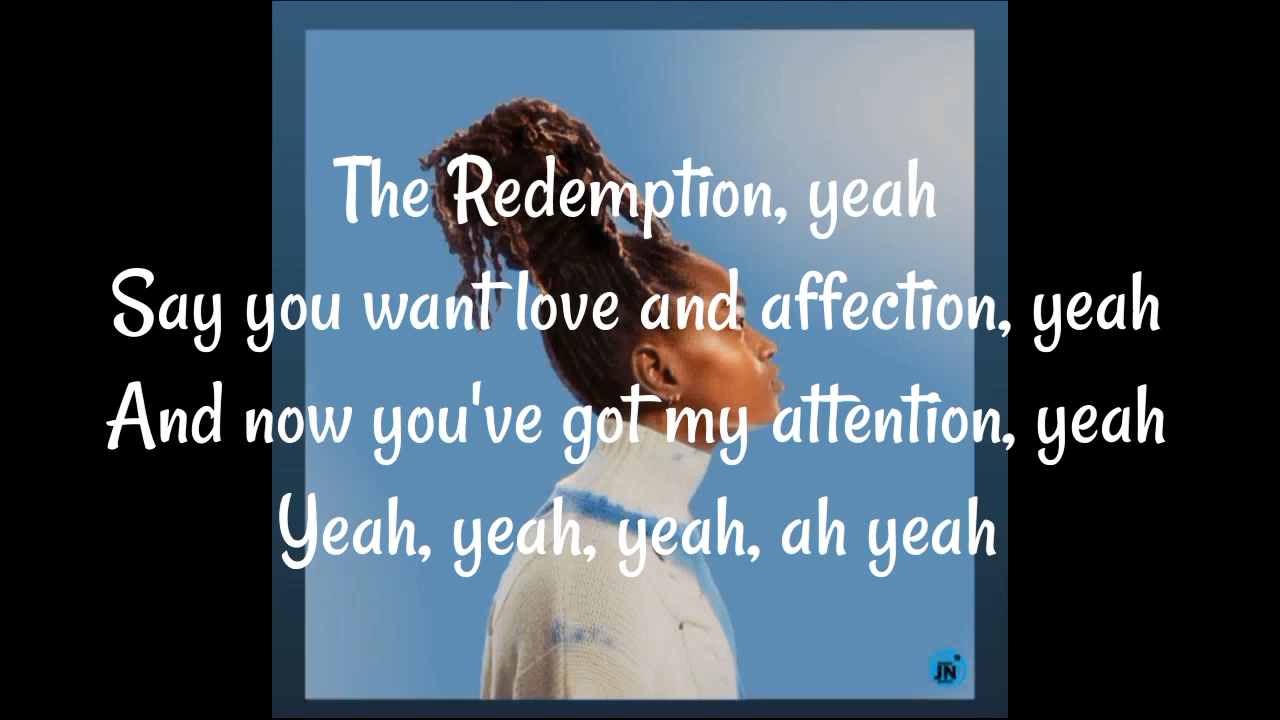 The Redemption, yeah
Say you want love and affection, yeah
And now you've got my attention, yeah
Yeah, yeah, yeah, ah yeah
JN